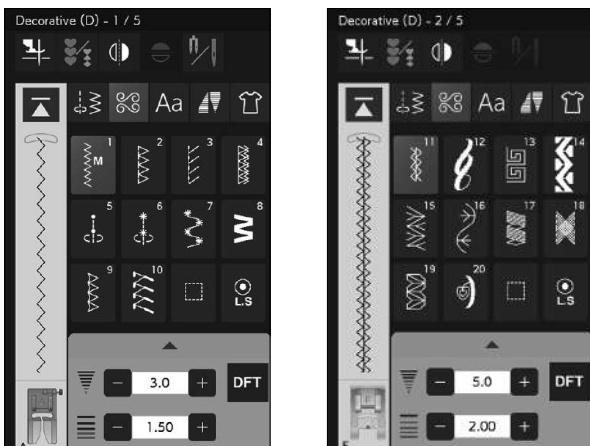 Decorative (D) - 1 / 5
Aa
1 2 3 4
M
5 6 7 8
9 10
L.S
− 3.0 + DFT
− 1.50 +
A
Decorative (D) - 2 / 5
Aa
11 12 13 14
15 16 17 18
19 20
L.S
− 5.0 + DFT
− 2.00 +
F